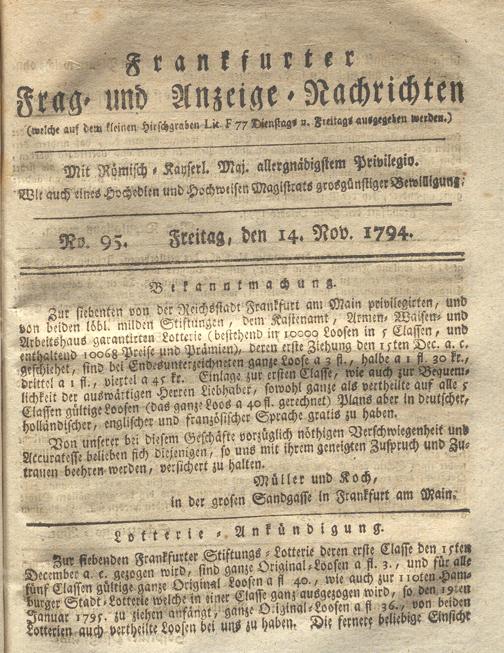 Frankfurter
Frag- und Anzeige-Nachrichten
(welche auf dem kleinen Hirschgraben Lit. F 77 Dienstags u. Freitags ausgegeben werden.)
Mit Römisch-Kayserl. Maj. allergnädigstem Privilegio.
Wie auch eines Hochedlen und Hochweisen Magistrats grosgünstiger Bewilligung.
No. 95. Freitag, den 14. Nov. 1794.
Bekanntmachung.
Zur siebenten von der Reichsstadt Frankfurt am Main privilegirten, und
von beiden löbl. milden Stiftungen, dem Kastenamt, Armen- Waisen- und
Arbeitshaus garantirten Lotterie (bestehend in 10000 Loosen in 5 Classen, und
enthaltend 10068 Preise und Prämien), deren erste Ziehung den 15ten Dec. a. c.
geschiehet, sind bei Endesunterzeichneten ganze Loose a 3 fl., halbe a 1 fl. 30 kr.,
drittel a 1 fl., viertel a 45 kr. Einlage zur ersten Classe, wie auch zur Bequem-
lichkeit der auswärtigen Herren Liebhaber, sowohl ganze als vertheilte auf alle 5
Classen gültige Loosen (das ganze Loos a 40 fl. gerechnet) Plans aber in deutscher,
holländischer, englischer und französischer Sprache gratis zu haben.
Von unserer bei diesem Geschäfte vorzüglich nöthigen Verschwiegenheit und
Accuratesse belieben sich diejenigen, so uns mit ihrem geneigten Zuspruch und Zu-
trauen beehren werden, versichert zu halten.
Müller und Koch,
in der grosen Sandgasse in Frankfurt am Main.
Lotterie-Ankündigung.
Zur siebenden Frankfurter Stiftungs-Lotterie deren erste Classe den 15ten
December a. c. gezogen wird, sind ganze Original-Loosen a fl. 3., und für alle
fünf Classen gültige ganze Original Loosen a fl. 40., wie auch zur 110ten Ham-
burger Stadt-Lotterie welche in einer Classe ganz ausgezogen wird, so den 19ten
Januar 1795. zu ziehen anfängt, ganze Original-Loosen a fl. 36., von beiden
Lotterien auch vertheilte Loosen bei uns zu haben. Die fernere beliebige Einsicht